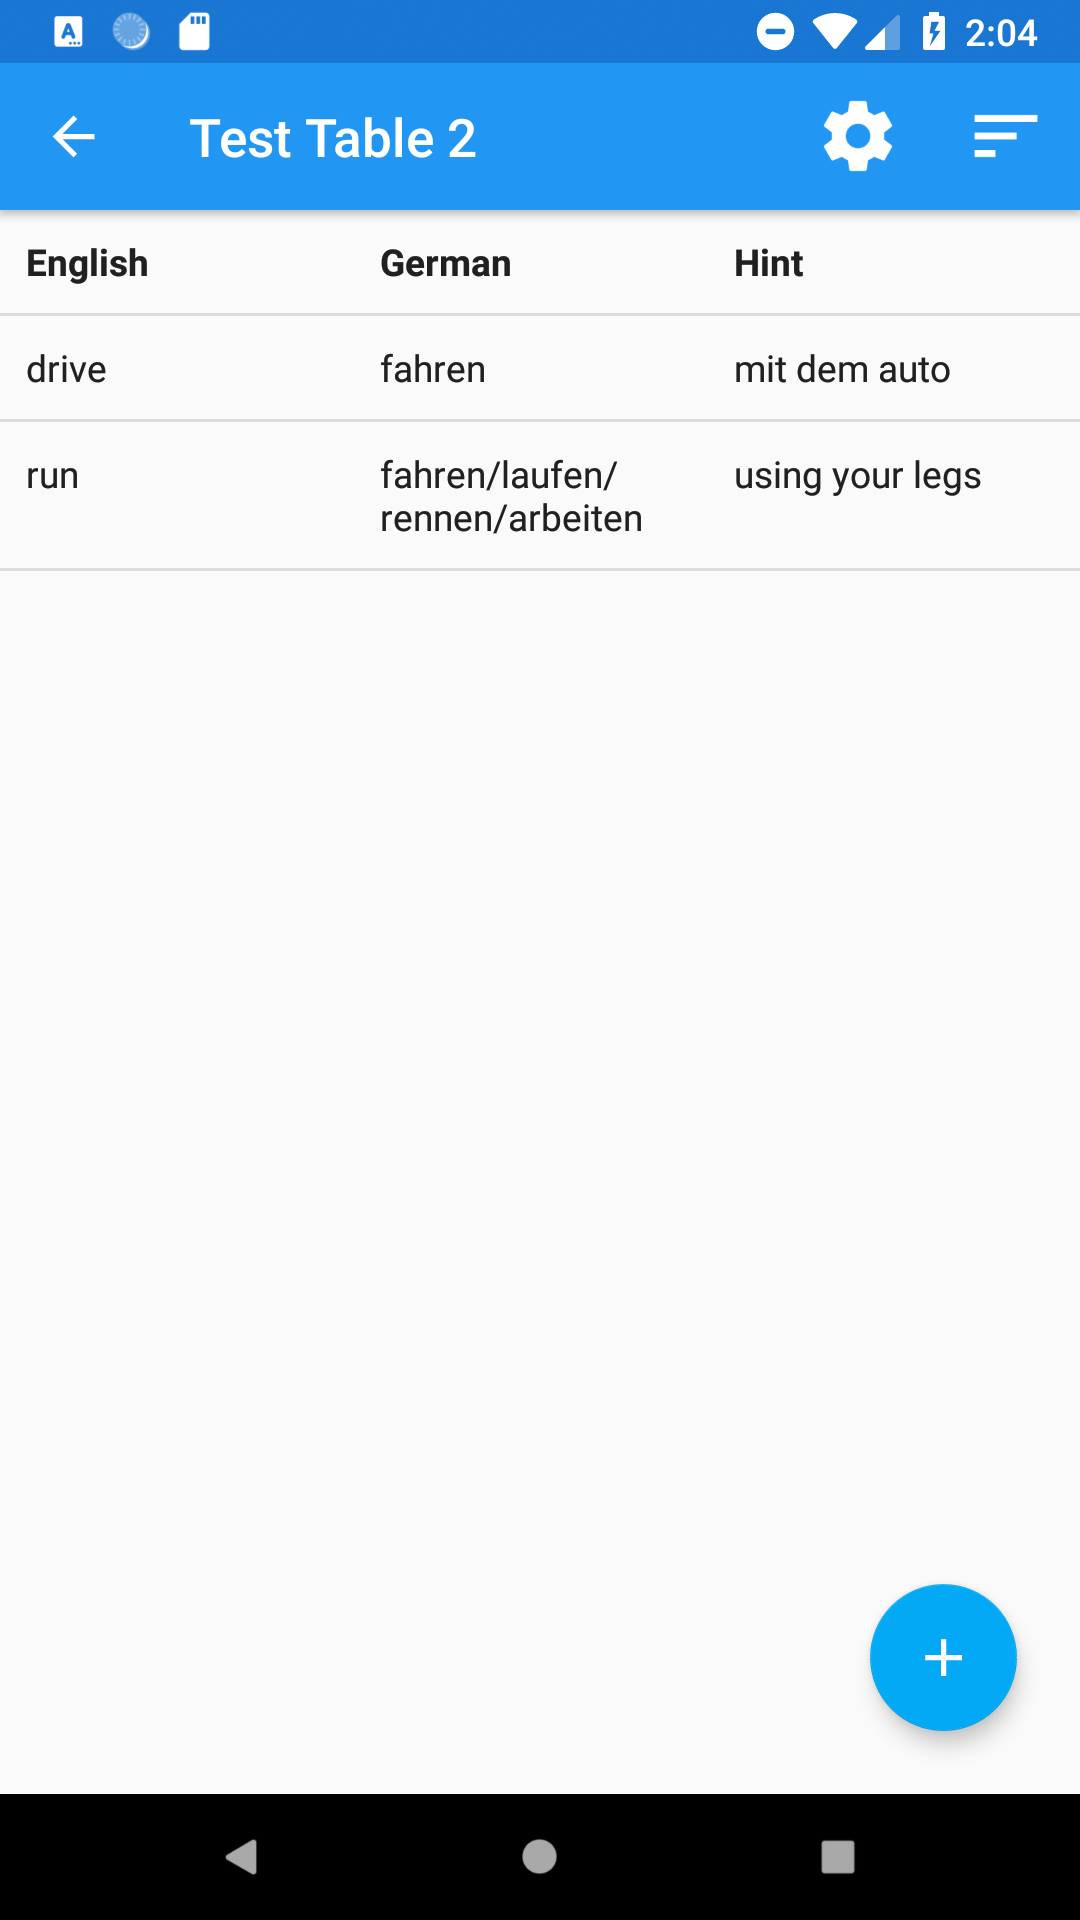 2:04
Test Table 2
English German Hint
drive fahren mit dem auto
run fahren/laufen/ using your legs
rennen/arbeiten